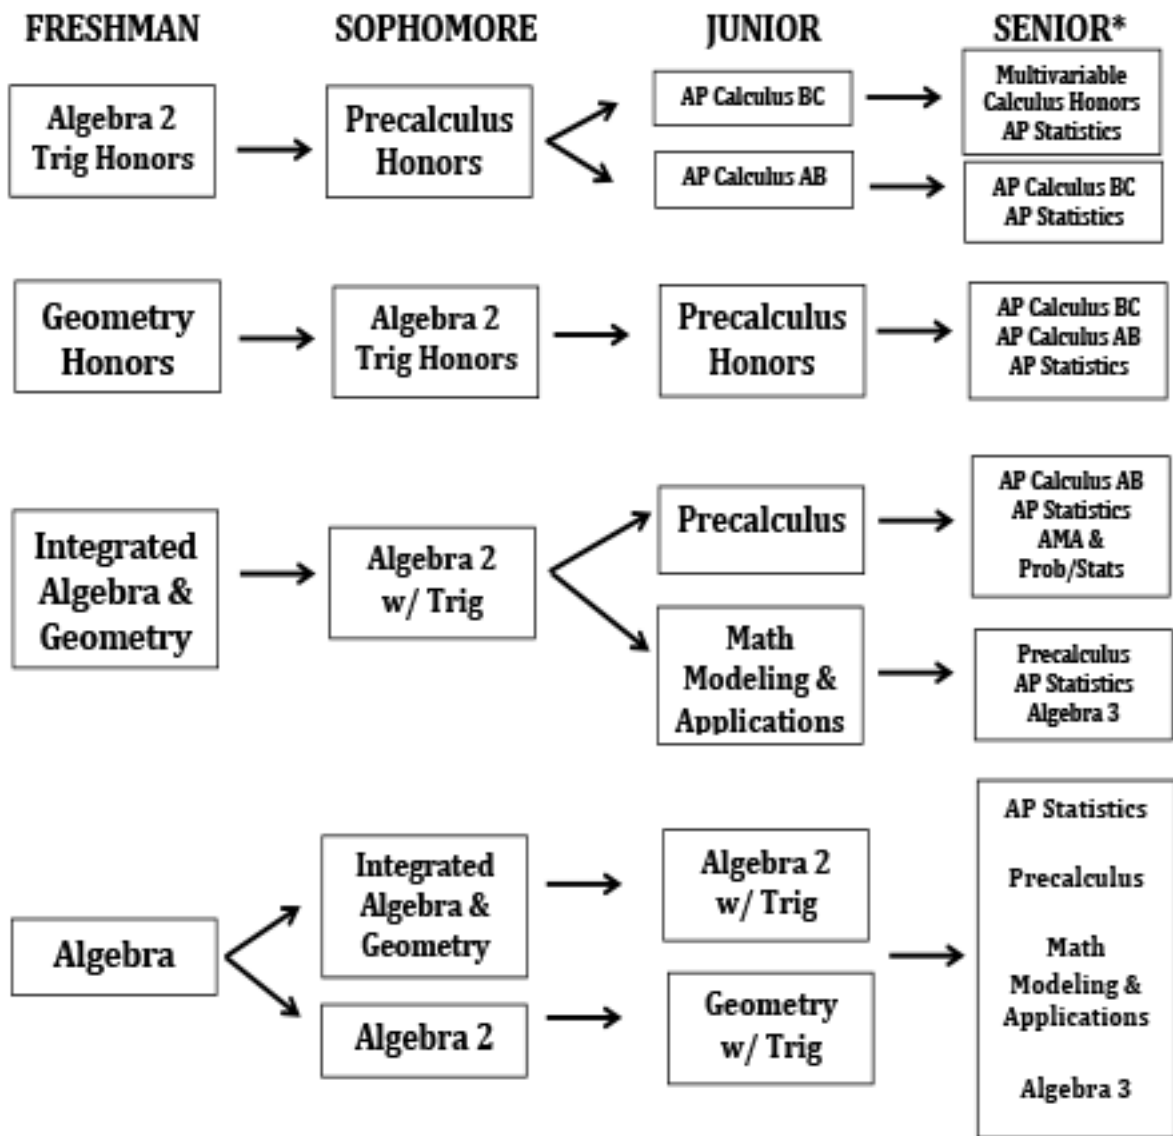 FRESHMAN
SOPHOMORE
JUNIOR
SENIOR*
Algebra 2
Trig Honors
Precalculus
Honors
AP Calculus BC
Multivariable
Calculus Honors
AP Statistics
AP Calculus AB
AP Calculus BC
AP Statistics
Geometry
Honors
Algebra 2
Trig Honors
Precalculus
Honors
AP Calculus BC
AP Calculus AB
AP Statistics
Integrated
Algebra &
Geometry
Algebra 2
w/ Trig
Precalculus
AP Calculus AB
AP Statistics
AMA &
Prob/Stats
Math
Modeling &
Applications
Precalculus
AP Statistics
Algebra 3
Algebra
Integrated
Algebra &
Geometry
Algebra 2
w/ Trig
Algebra 2
Geometry
w/ Trig
AP Statistics
Precalculus
Math
Modeling &
Applications
Algebra 3